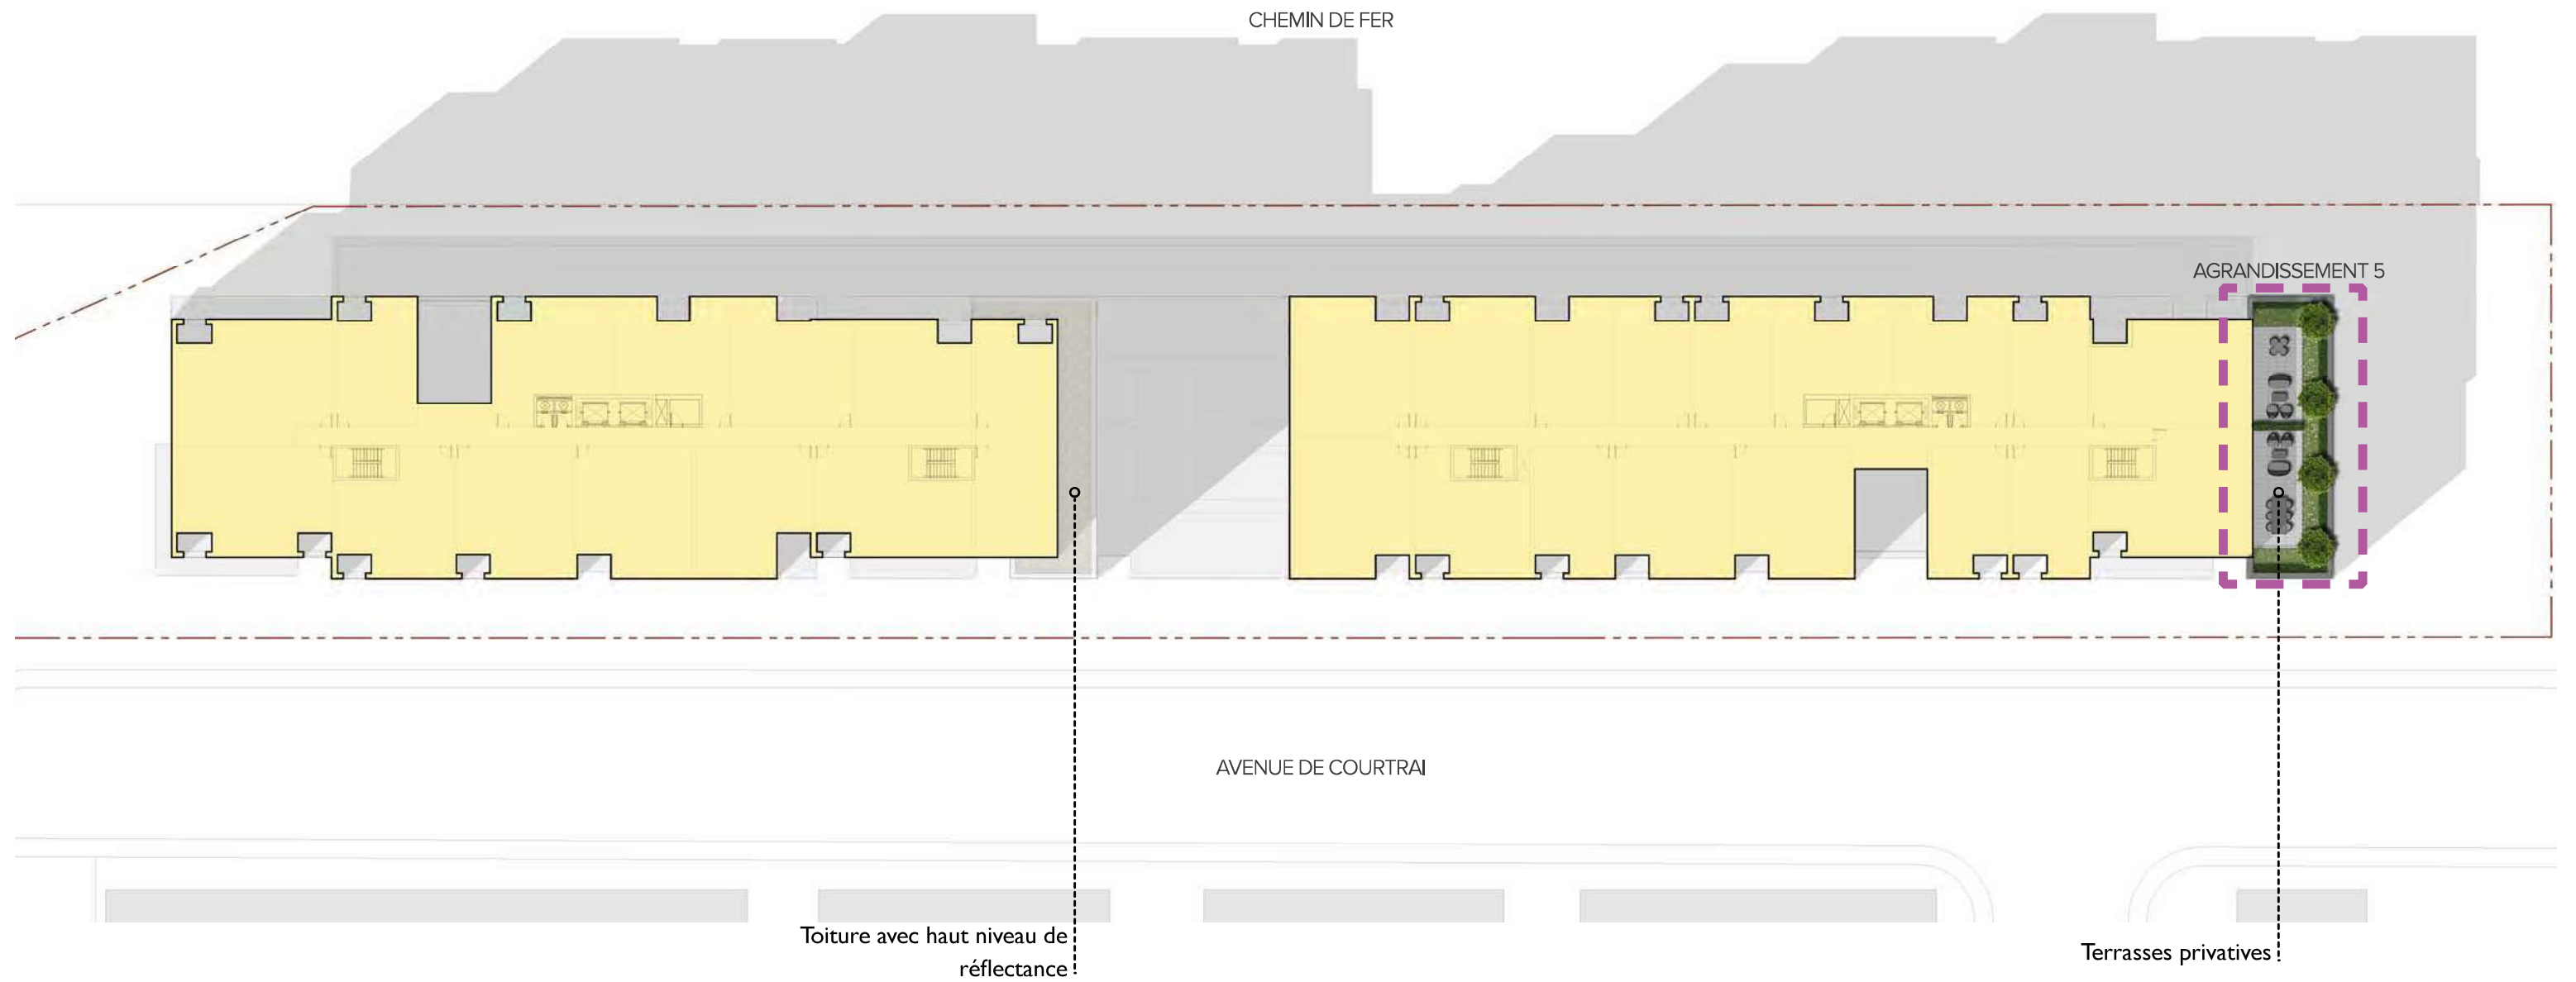 CHEMIN DE FER
AGRANDISSEMENT 5
AVENUE DE COURTRAI
Toiture avec haut niveau de
réflectance
Terrasses privatives